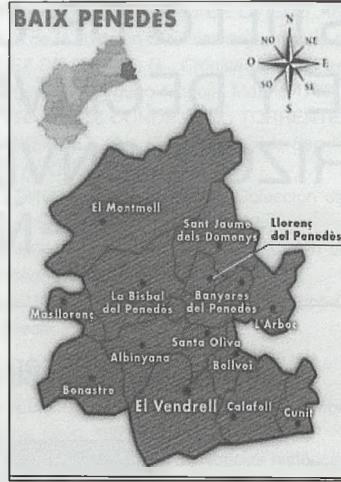 BAIX PENEDÈS
N
NO NE
O E
SO SE
S
El Montmell
Sant Jaume
dels Domenys
Llorenç
del Penedès
Masllorenç
La Bisbal
del Penedès
Banyeres
del Penedès
L'Arboç
Santa Oliva
Albinyana
Bellvei
Bonastre
El Vendrell
Calafell
Cunit